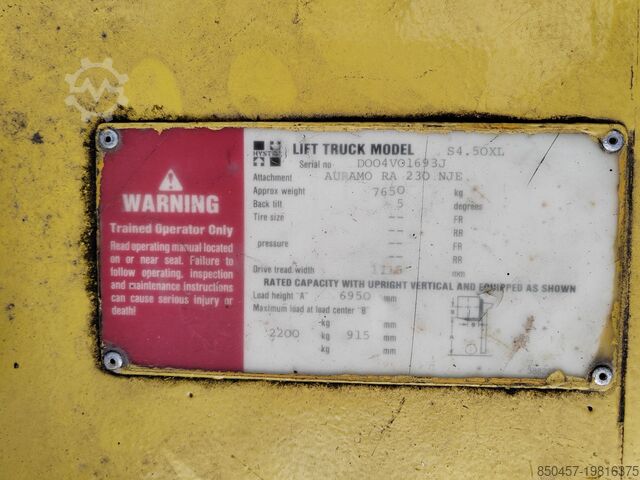 HYSTER
LIFT TRUCK MODEL S4.50XL
Serial no D004V01693J
Attachment AURAMO RA 230 NJE
Approx weight 7650 kg
Back tilt 5 degrees
Tire size -- FR
-- RR
pressure -- FR
-- RR
Drive tread width mm
RATED CAPACITY WITH UPRIGHT VERTICAL AND EQUIPPED AS SHOWN
Load height "A" 6950 mm
Maximum load at load center "B"
kg mm
2200 kg 915 mm
kg mm
WARNING
Trained Operator Only
Read operating manual located
on or near seat. Failure to
follow operating, inspection
and maintenance instructions
can cause serious injury or
death!
850457-19816375